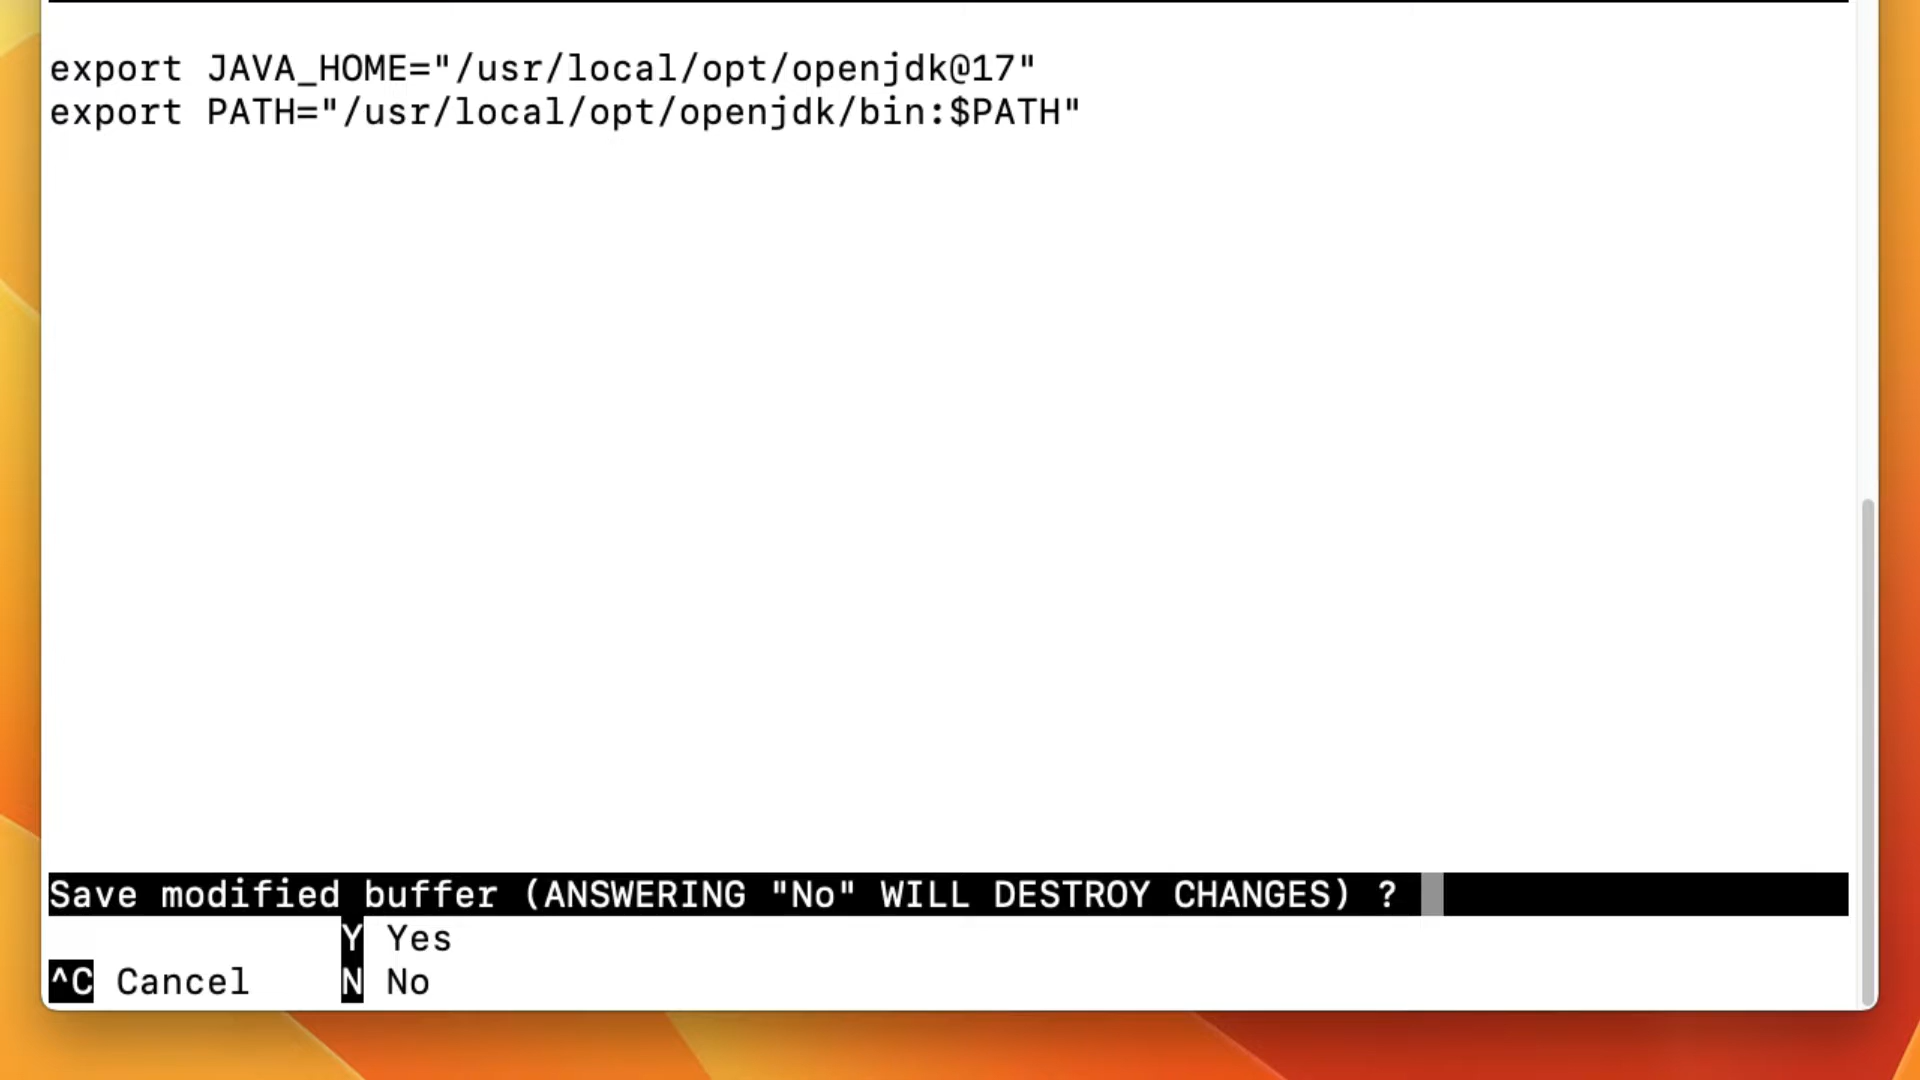 export JAVA_HOME="/usr/local/opt/openjdk@17"
export PATH="/usr/local/opt/openjdk/bin:$PATH"
Save modified buffer (ANSWERING "No" WILL DESTROY CHANGES) ?
Y Yes
^C Cancel N No